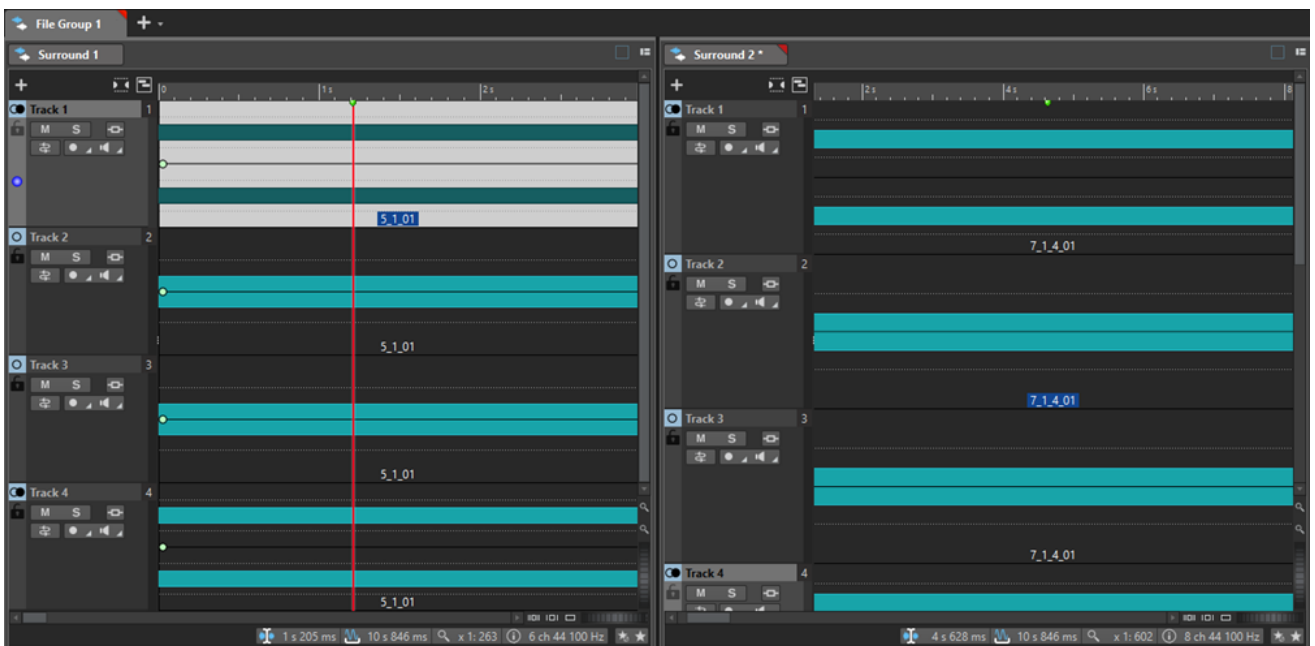 File Group 1
Surround 1
0 1 s 2 s
Track 1 1
M S
5_1_01
Track 2 2
M S
5_1_01
Track 3 3
M S
5_1_01
Track 4 4
M S
5_1_01
1 s 205 ms 10 s 846 ms x 1: 263 6 ch 44 100 Hz
Surround 2 *
2 s 4 s 6 s 8
Track 1 1
M S
7_1_4_01
Track 2 2
M S
7_1_4_01
Track 3 3
M S
7_1_4_01
Track 4 4
M S
4 s 628 ms 10 s 846 ms x 1: 602 8 ch 44 100 Hz